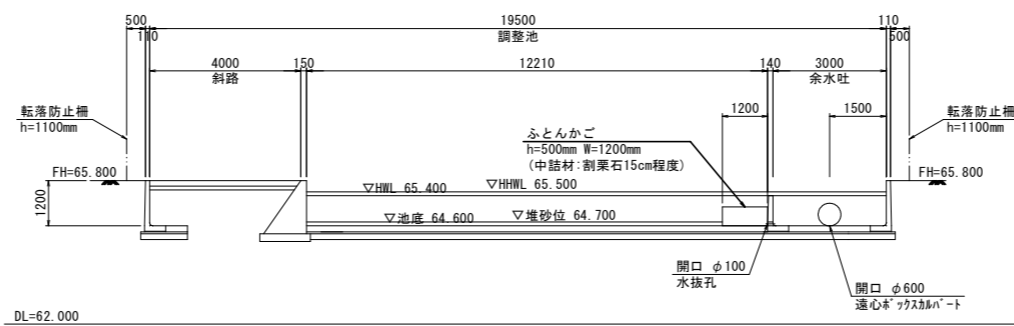 500
19500
110
110
調整池
500
4000
150
12210
140
3000
斜路
余水吐
転落防止柵
h=1100mm
1200
1500
転落防止柵
h=1100mm
ふとんかご
h=500mm W=1200mm
(中詰材:割栗石15cm程度)
FH=65.800
FH=65.800
1200
▽HWL 65.400
▽HHWL 65.500
▽池底 64.600
▽堆砂位 64.700
開口 φ100
水抜孔
開口 φ600
遠心ボックスカルバート
DL=62.000